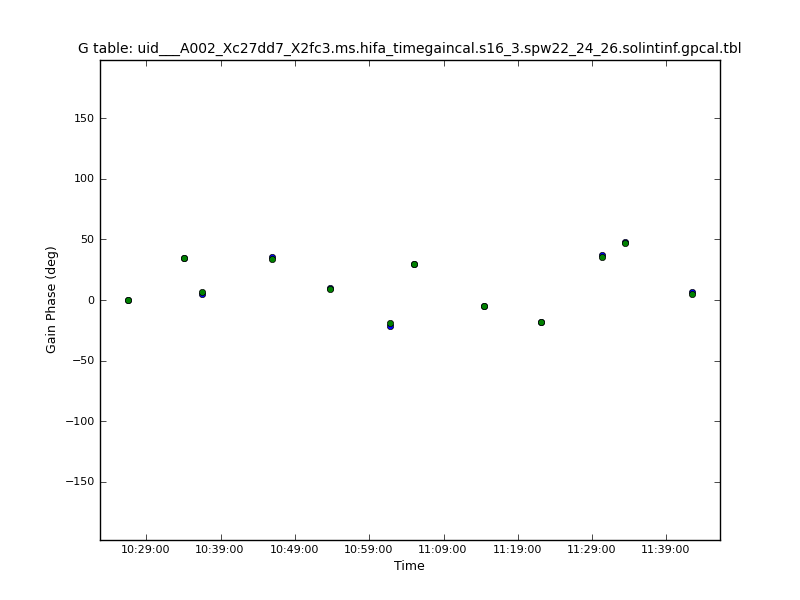 G table: uid___A002_Xc27dd7_X2fc3.ms.hifa_timegaincal.s16_3.spw22_24_26.solintinf.gpcal.tbl
150
100
50
0
−50
−100
−150
Gain Phase (deg)
10:29:00 10:39:00 10:49:00 10:59:00 11:09:00 11:19:00 11:29:00 11:39:00
Time